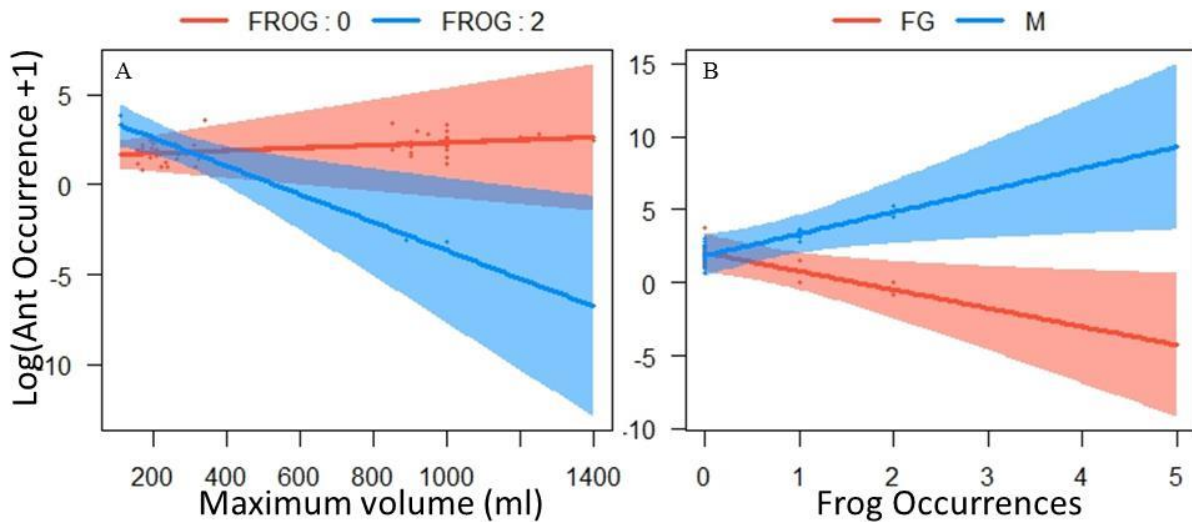 FROG : 0 FROG : 2
FG M
Log(Ant Occurrence +1)
A
5
0
-5
10
200 400 600 800 1000 1400
Maximum volume (ml)
B
15
10
5
0
-5
-10
0 1 2 3 4 5
Frog Occurrences